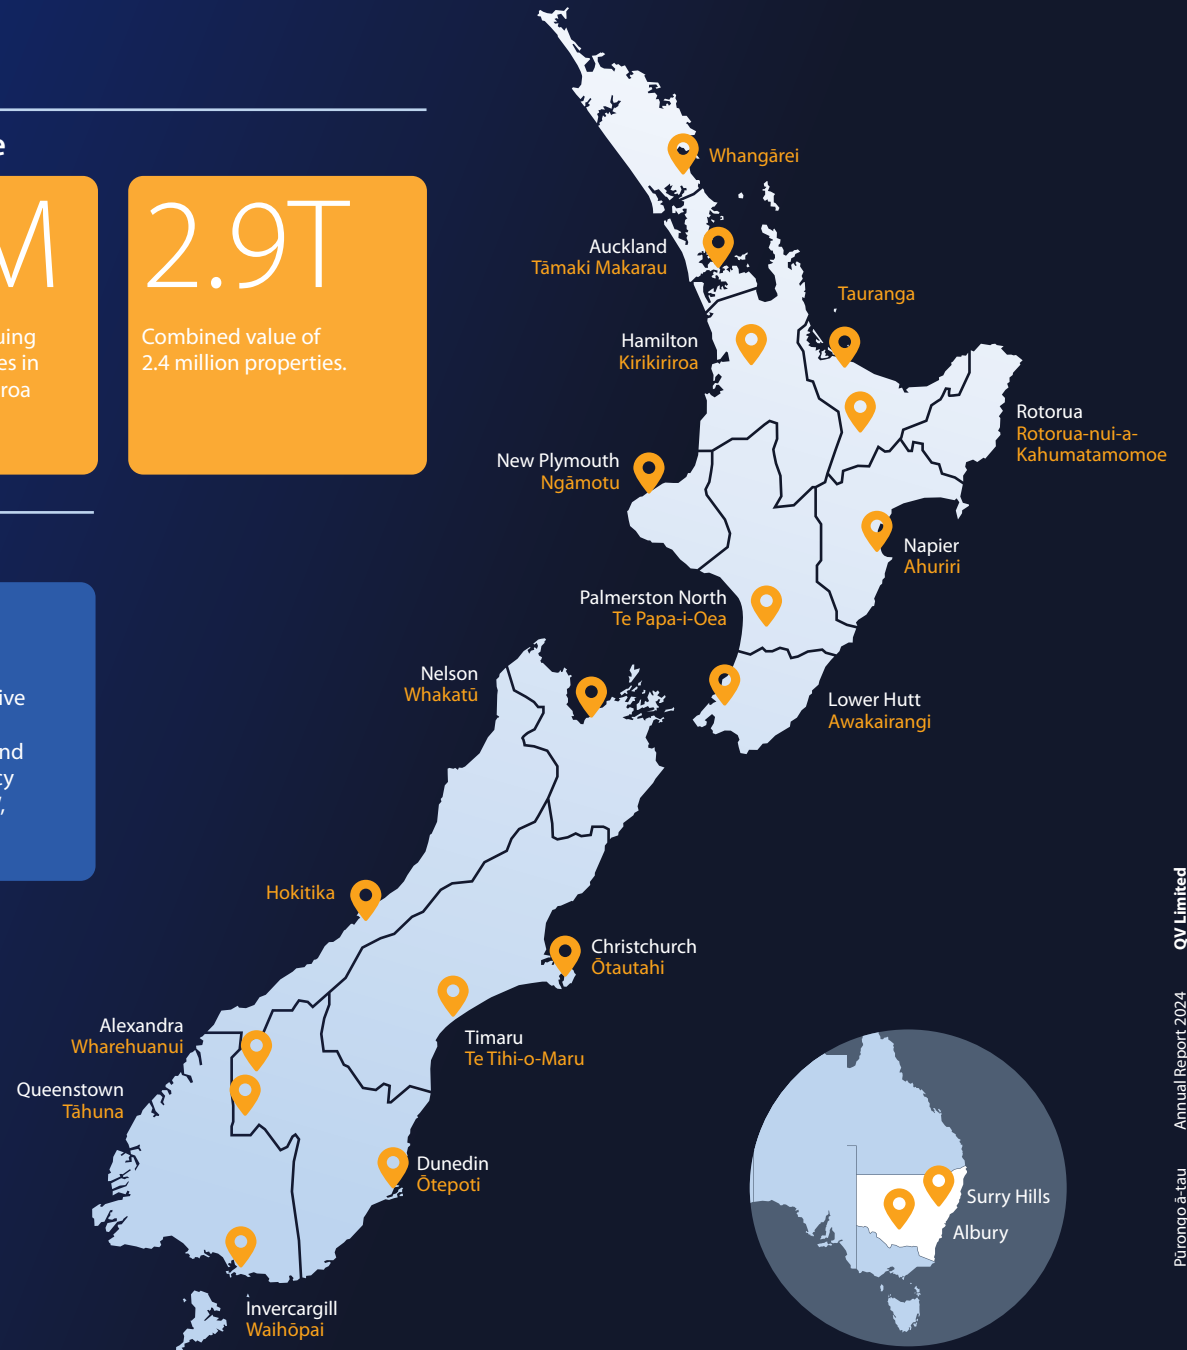 M
2.9T
Combined value of
2.4 million properties.
Whangārei
Auckland
Tāmaki Makarau
Tauranga
Hamilton
Kirikiriroa
Rotorua
Rotorua-nui-a-
Kahumatamomoe
New Plymouth
Ngāmotu
Napier
Ahuriri
Palmerston North
Te Papa-i-Oea
Nelson
Whakatū
Lower Hutt
Awakairangi
Hokitika
Christchurch
Ōtautahi
Alexandra
Wharehuanui
Timaru
Te Tihi-o-Maru
Queenstown
Tāhuna
Dunedin
Ōtepoti
Surry Hills
Albury
Invercargill
Waihōpai
Pūrongo ā-tau Annual Report 2024 QV Limited